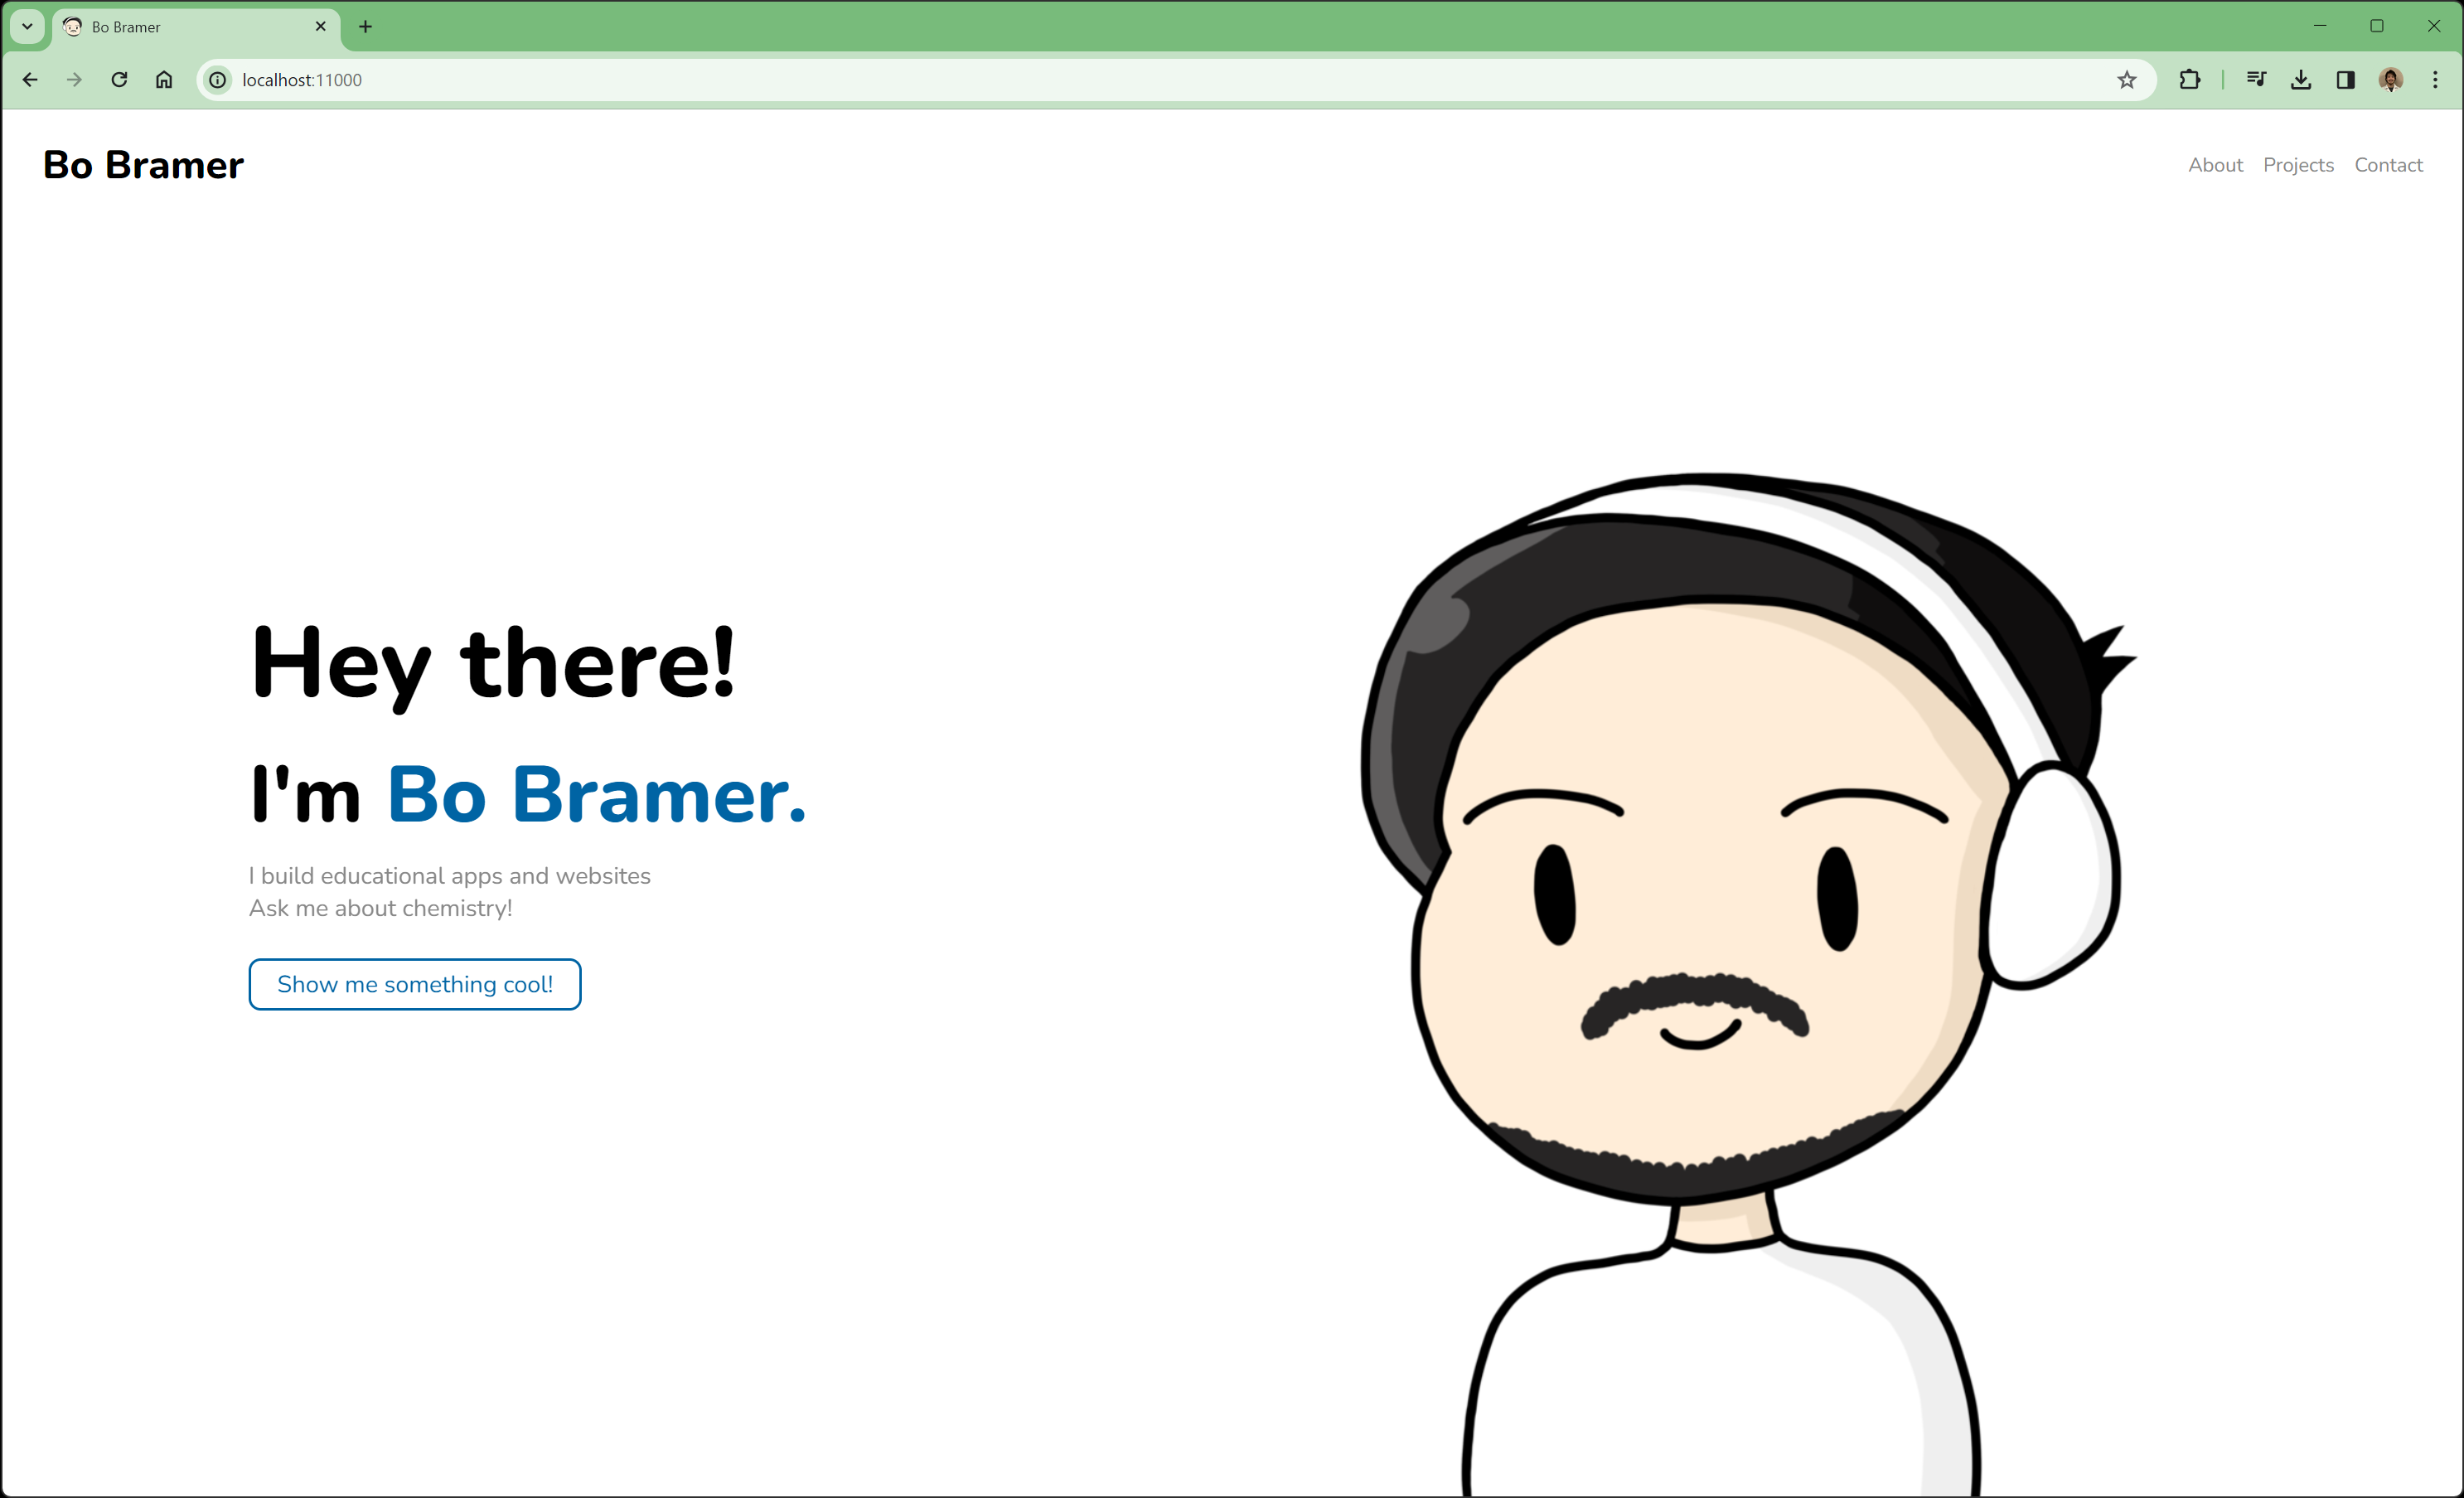 Bo Bramer
localhost:11000
Bo Bramer
About Projects Contact
Hey there!
I'm Bo Bramer.
I build educational apps and websites
Ask me about chemistry!
Show me something cool!